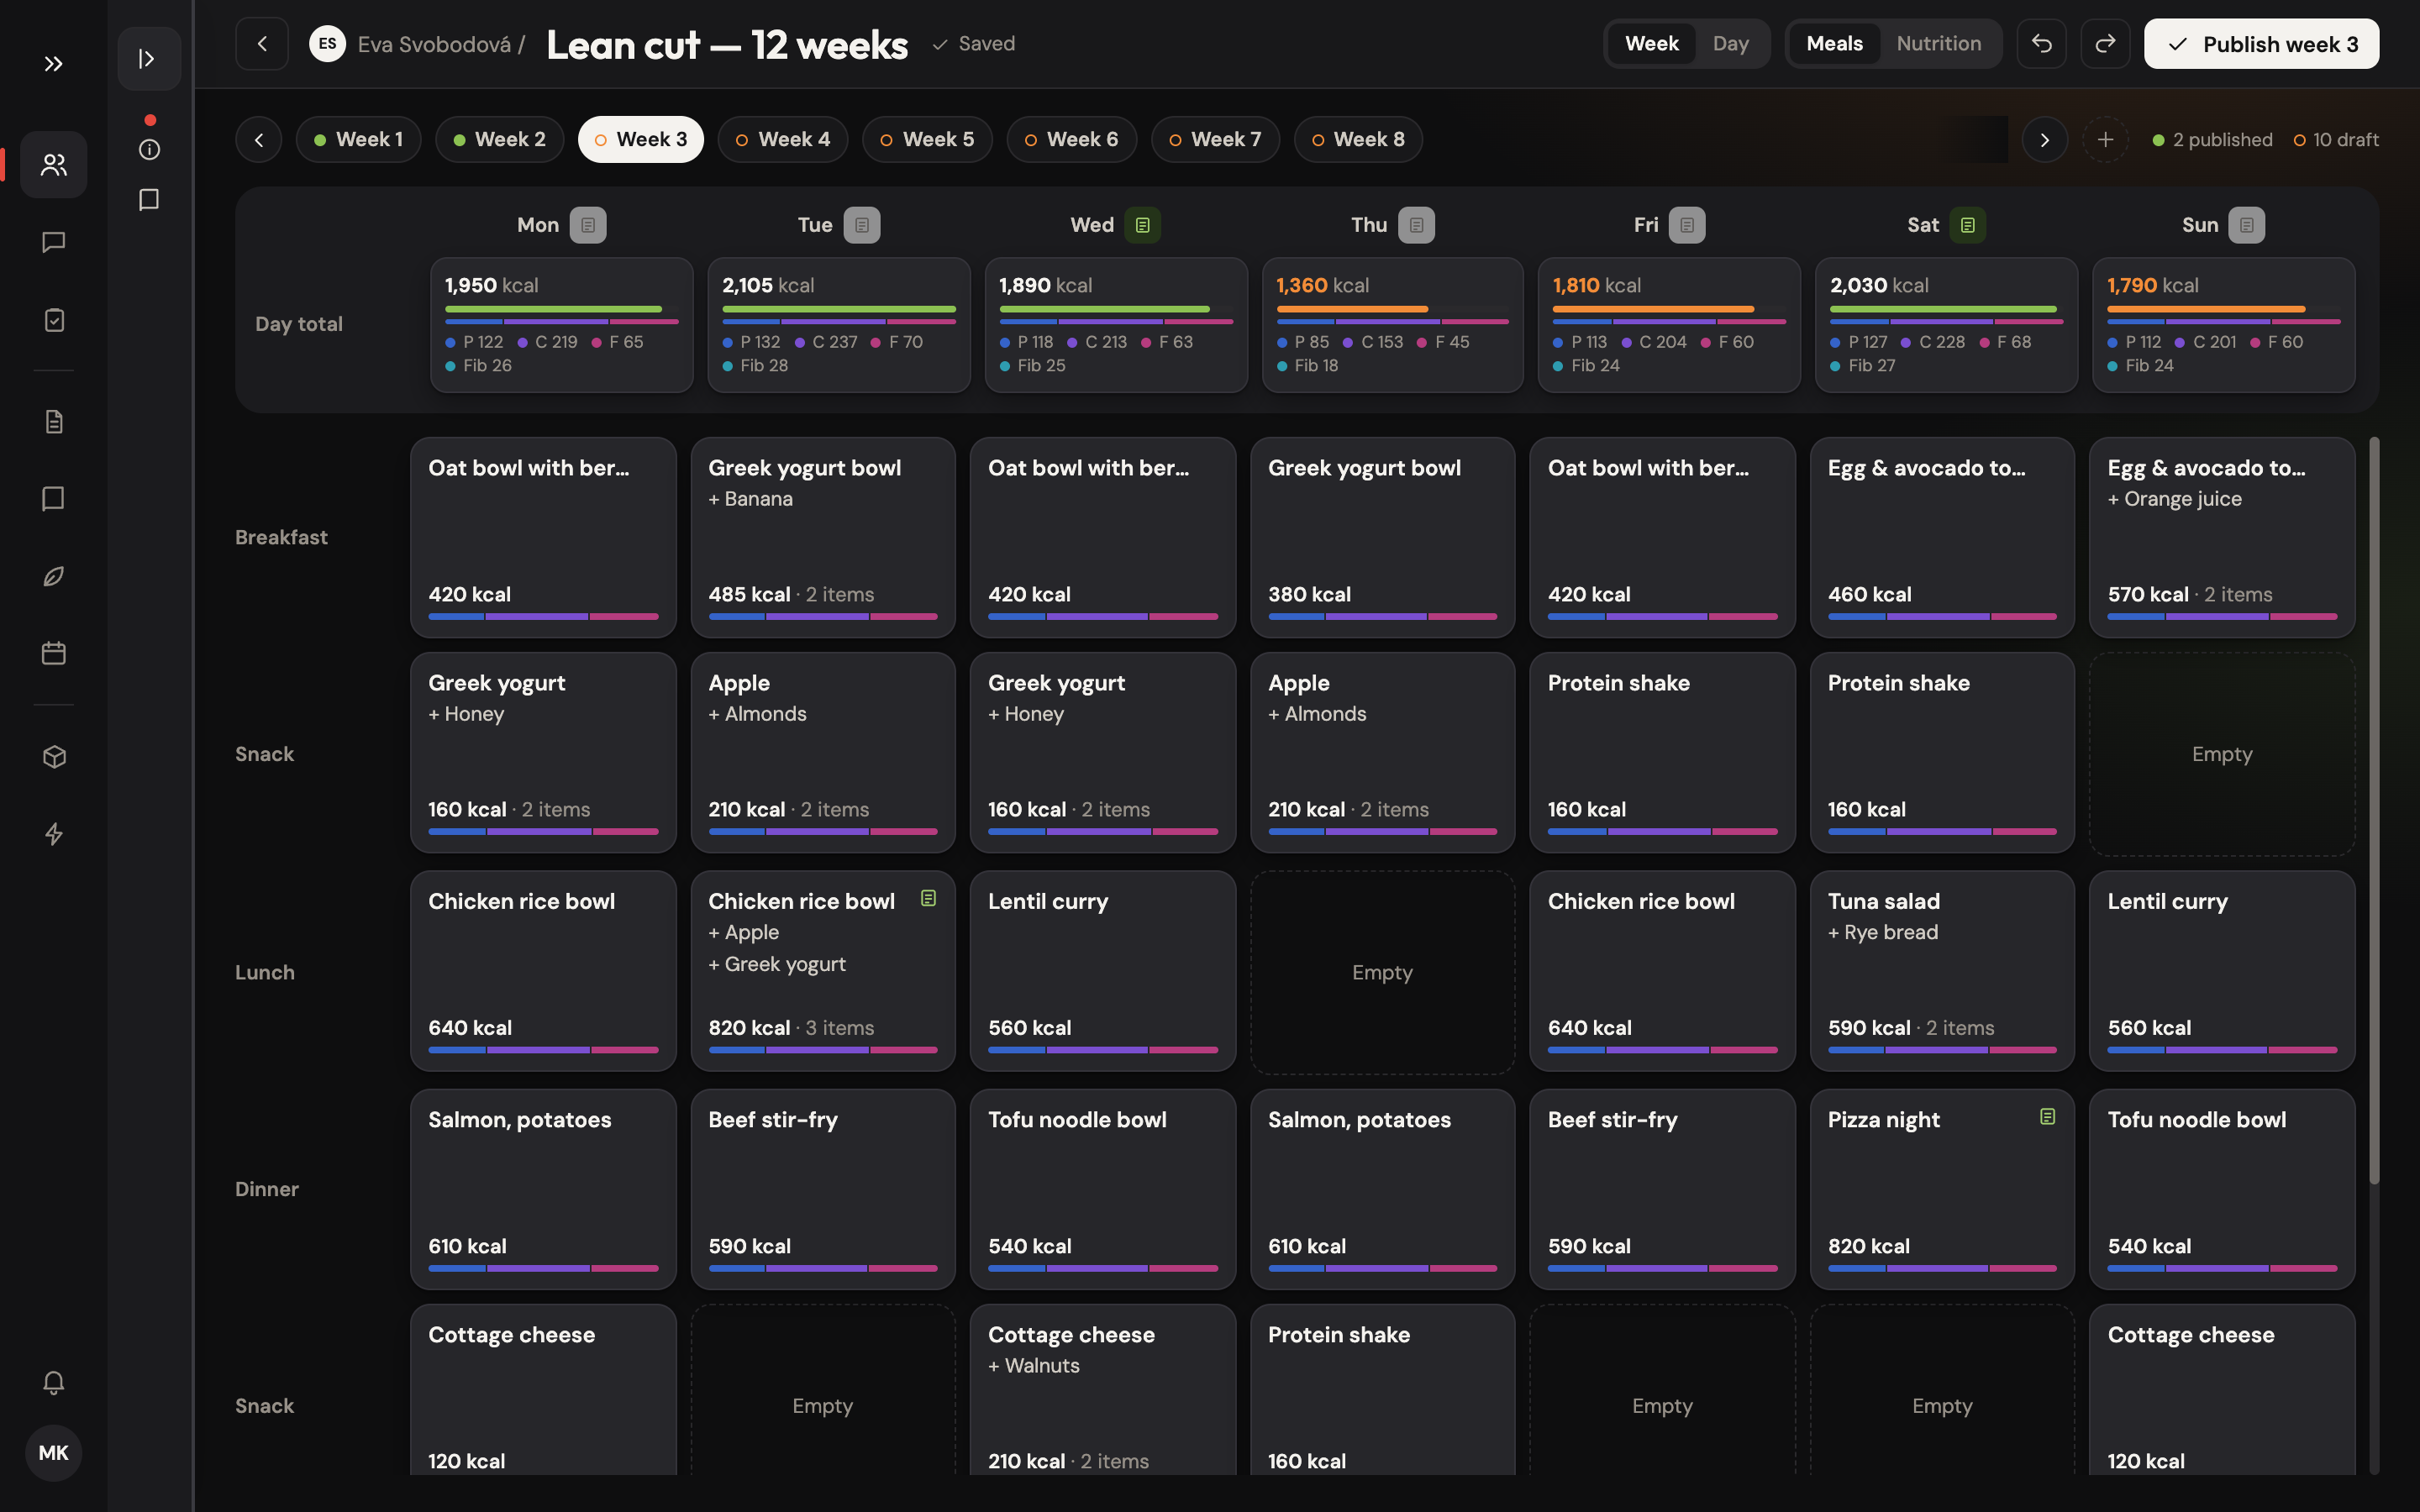 ES Eva Svobodová / Lean cut — 12 weeks Saved Week Day Meals Nutrition Publish week 3
Week 1 Week 2 Week 3 Week 4 Week 5 Week 6 Week 7 Week 8 2 published 10 draft
Mon Tue Wed Thu Fri Sat Sun
Day total
1,950 kcal 2,105 kcal 1,890 kcal 1,360 kcal 1,810 kcal 2,030 kcal 1,790 kcal
P 122 C 219 F 65 P 132 C 237 F 70 P 118 C 213 F 63 P 85 C 153 F 45 P 113 C 204 F 60 P 127 C 228 F 68 P 112 C 201 F 60
Fib 26 Fib 28 Fib 25 Fib 18 Fib 24 Fib 27 Fib 24
Breakfast
Oat bowl with ber... Greek yogurt bowl Oat bowl with ber... Greek yogurt bowl Oat bowl with ber... Egg & avocado to... Egg & avocado to...
+ Banana + Orange juice
420 kcal 485 kcal · 2 items 420 kcal 380 kcal 420 kcal 460 kcal 570 kcal · 2 items
Snack
Greek yogurt Apple Greek yogurt Apple Protein shake Protein shake Empty
+ Honey + Almonds + Honey + Almonds
160 kcal · 2 items 210 kcal · 2 items 160 kcal · 2 items 210 kcal · 2 items 160 kcal 160 kcal
Lunch
Chicken rice bowl Chicken rice bowl Lentil curry Empty Chicken rice bowl Tuna salad Lentil curry
+ Apple + Rye bread
+ Greek yogurt
640 kcal 820 kcal · 3 items 560 kcal 640 kcal 590 kcal · 2 items 560 kcal
Dinner
Salmon, potatoes Beef stir-fry Tofu noodle bowl Salmon, potatoes Beef stir-fry Pizza night Tofu noodle bowl
610 kcal 590 kcal 540 kcal 610 kcal 590 kcal 820 kcal 540 kcal
Snack
Cottage cheese Empty Cottage cheese Protein shake Empty Empty Cottage cheese
+ Walnuts
120 kcal 210 kcal · 2 items 160 kcal 120 kcal
MK